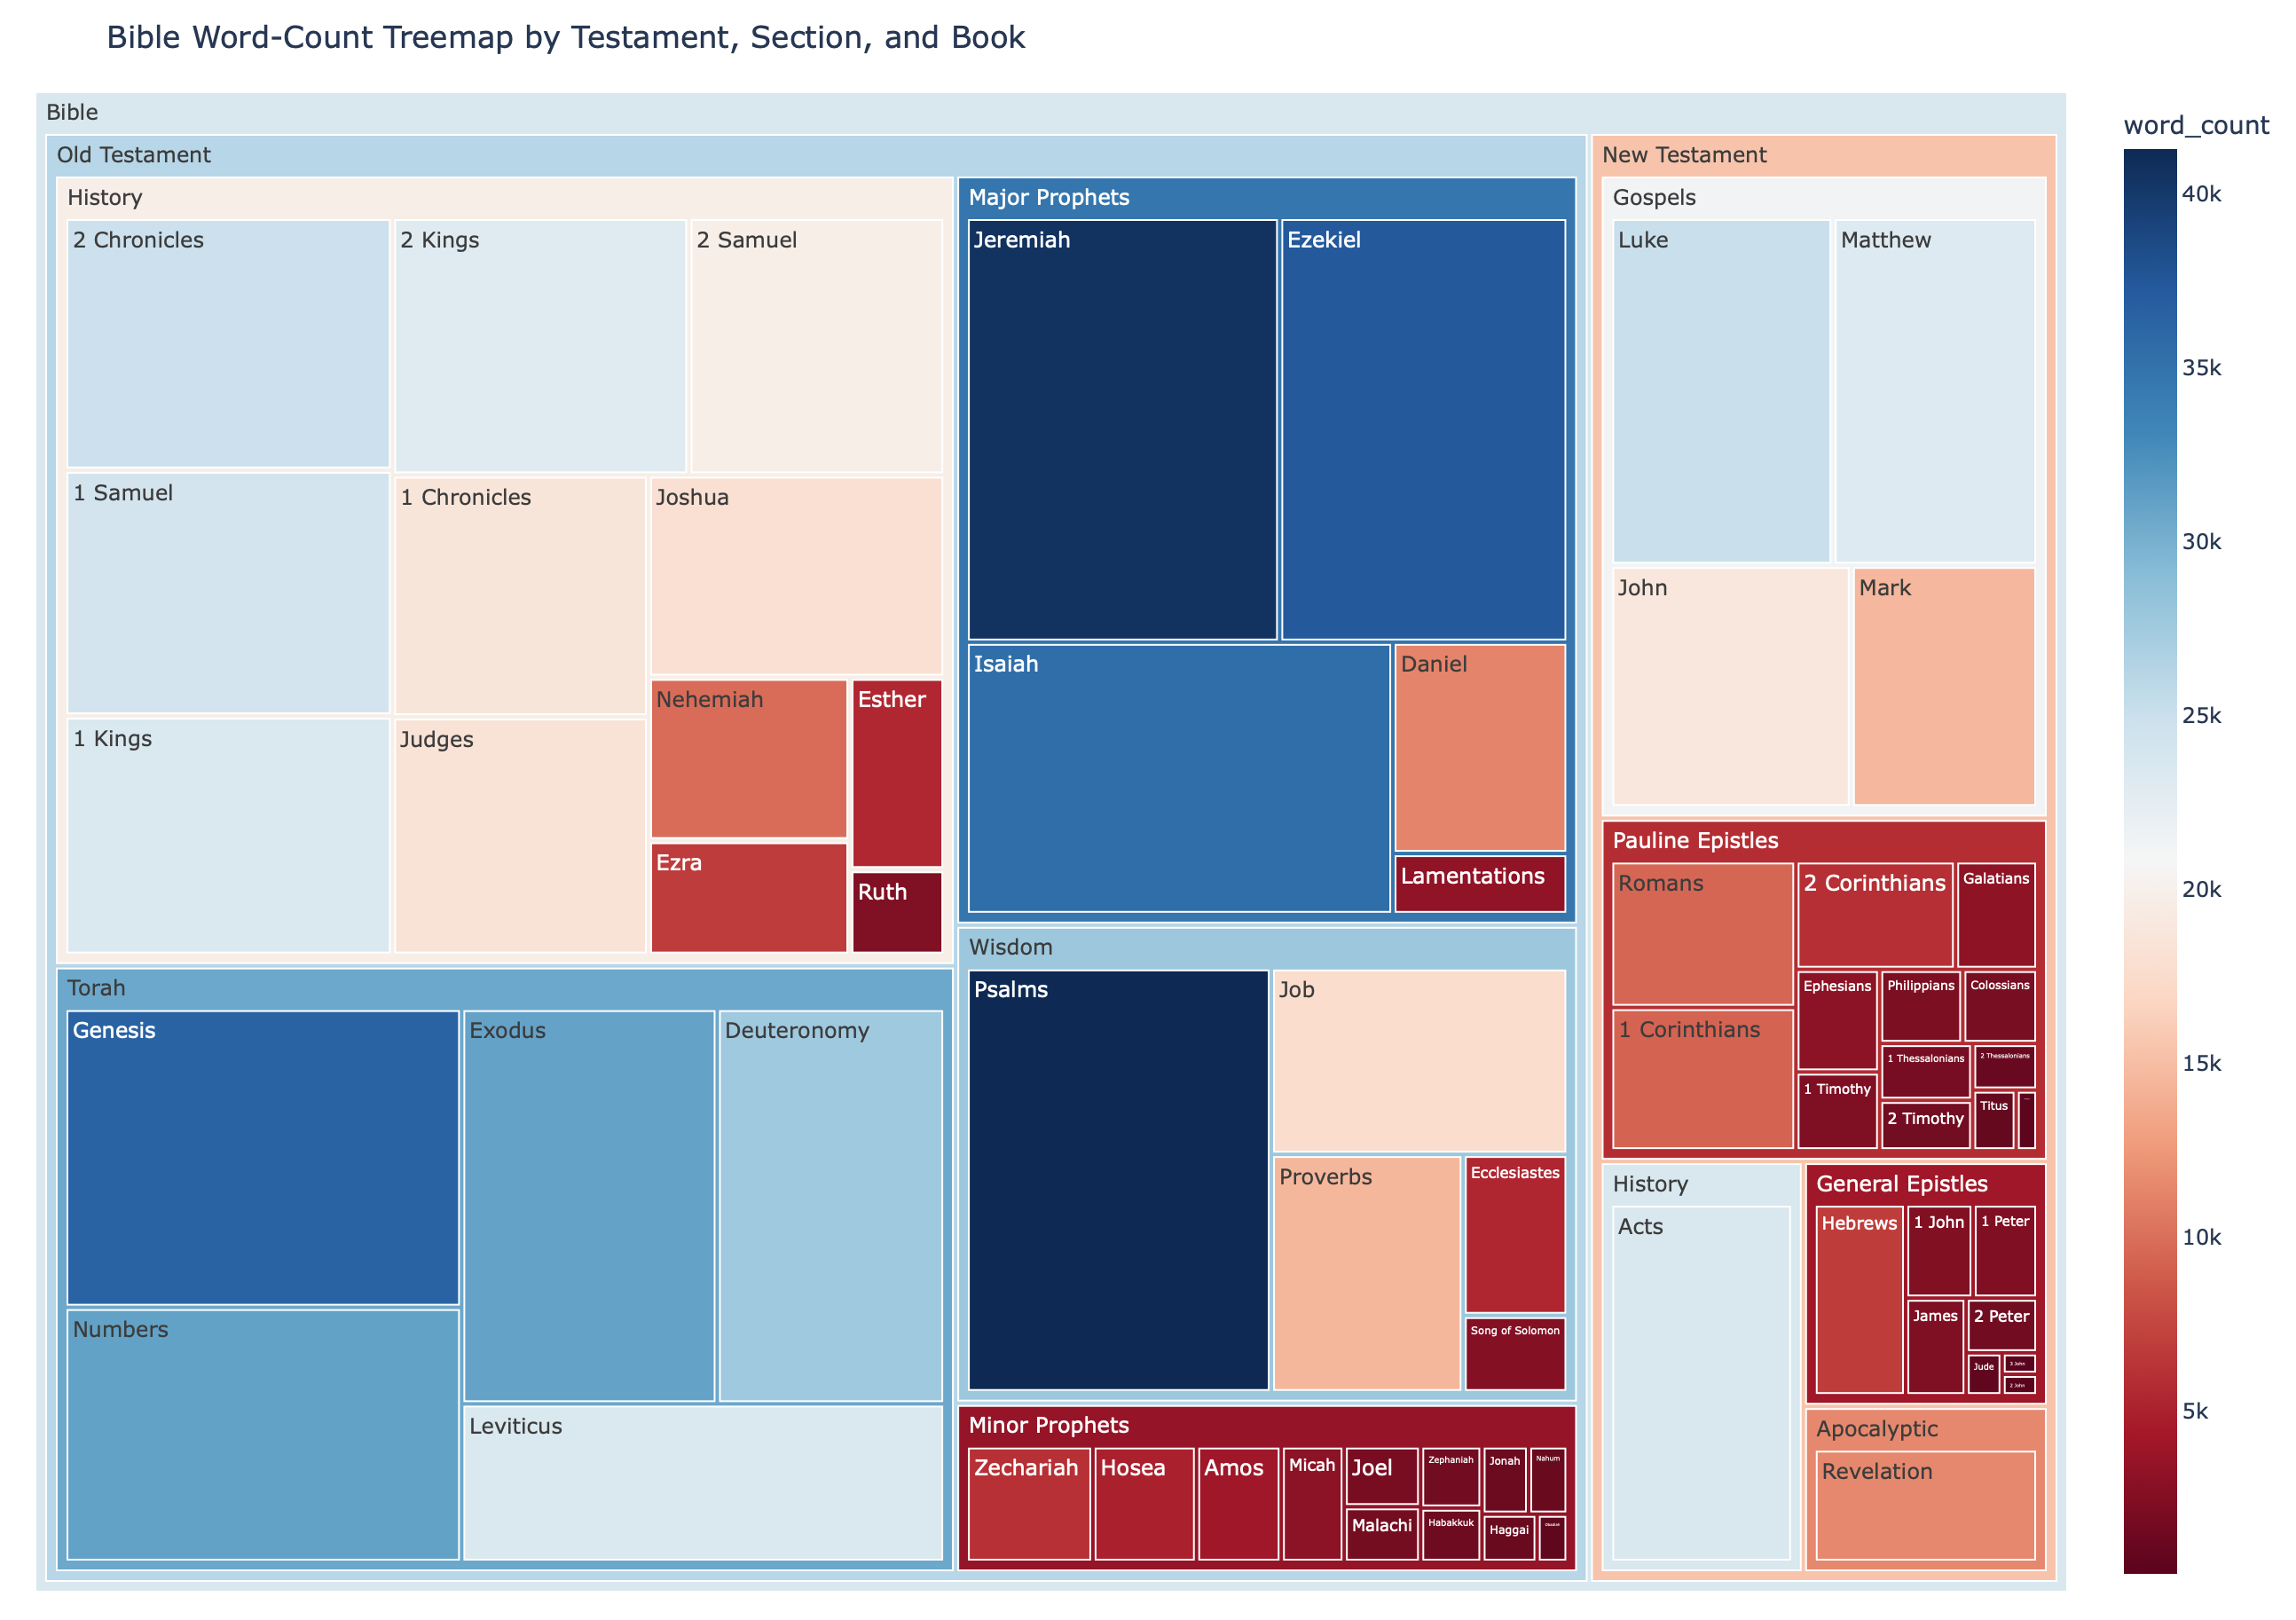 Bible Word-Count Treemap by Testament, Section, and Book
Bible
Old Testament
History
2 Chronicles
2 Kings
2 Samuel
1 Samuel
1 Chronicles
Joshua
1 Kings
Judges
Nehemiah
Esther
Ezra
Ruth
Torah
Genesis
Exodus
Deuteronomy
Numbers
Leviticus
Major Prophets
Jeremiah
Ezekiel
Isaiah
Daniel
Lamentations
Wisdom
Psalms
Job
Proverbs
Ecclesiastes
Song of Solomon
Minor Prophets
Zechariah
Hosea
Amos
Micah
Joel
Zephaniah
Jonah
Nahum
Malachi
Habakkuk
Haggai
New Testament
Gospels
Luke
Matthew
John
Mark
Pauline Epistles
Romans
2 Corinthians
Galatians
1 Corinthians
Ephesians
Philippians
Colossians
1 Thessalonians
2 Thessalonians
1 Timothy
2 Timothy
Titus
History
Acts
General Epistles
Hebrews
1 John
1 Peter
James
2 Peter
Jude
3 John
2 John
Apocalyptic
Revelation
word_count
40k
35k
30k
25k
20k
15k
10k
5k